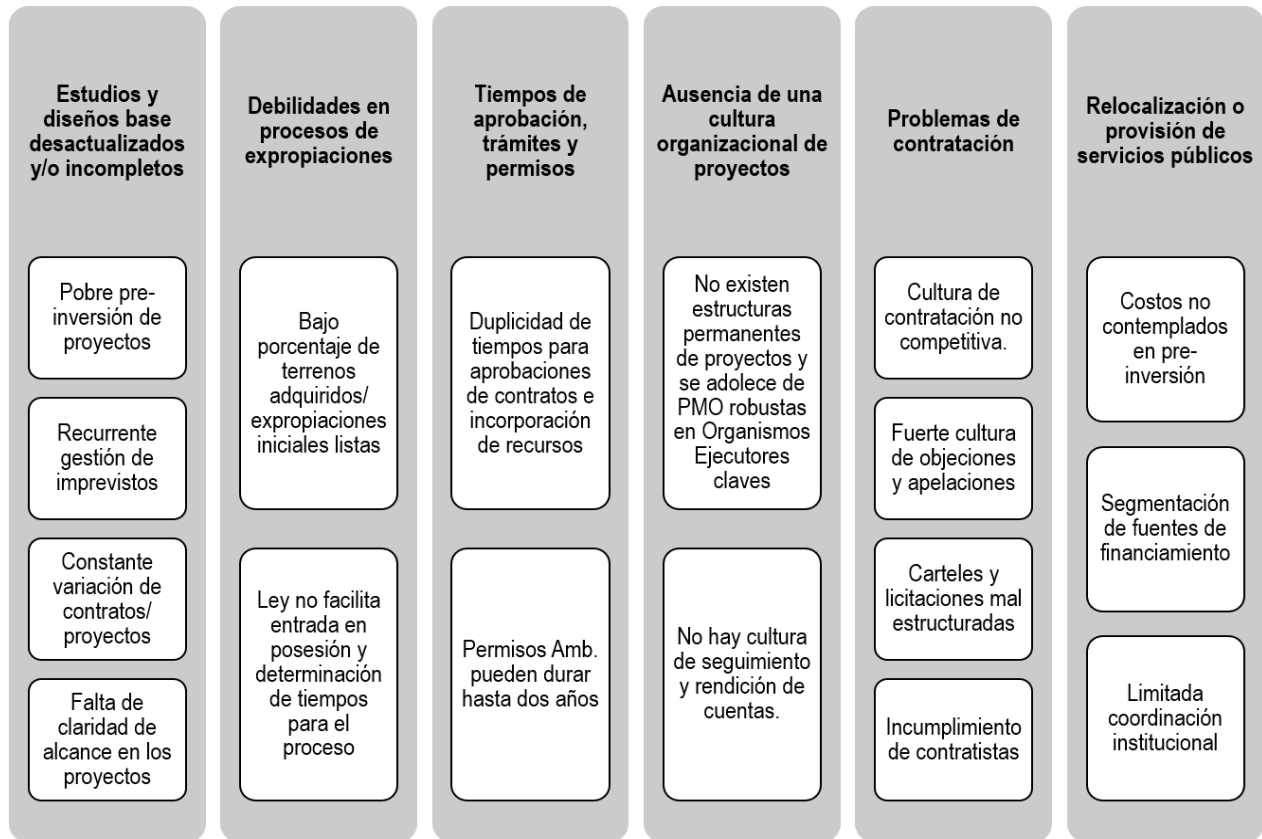 Estudios y
diseños base
desactualizados
y/o incompletos
Pobre pre-
inversión de
proyectos
Recurrente
gestión de
imprevistos
Constante
variación de
contratos/
proyectos
Falta de
claridad de
alcance en los
proyectos
Debilidades en
procesos de
expropiaciones
Bajo
porcentaje de
terrenos
adquiridos/
expropiaciones
iniciales listas
Ley no facilita
entrada en
posesión y
determinación
de tiempos
para el
proceso
Tiempos de
aprobación,
trámites y
permisos
Duplicidad de
tiempos para
aprobaciones
de contratos e
incorporación
de recursos
Permisos Amb.
pueden durar
hasta dos años
Ausencia de una
cultura
organizacional de
proyectos
No existen
estructuras
permanentes
de proyectos y
se adolece de
PMO robustas
en Organismos
Ejecutores
claves
No hay cultura
de seguimiento
y rendición de
cuentas.
Problemas de
contratación
Cultura de
contratación no
competitiva.
Fuerte cultura
de objeciones
y apelaciones
Carteles y
licitaciones mal
estructuradas
Incumplimiento
de contratistas
Relocalización o
provisión de
servicios públicos
Costos no
contemplados
en pre-
inversión
Segmentación
de fuentes de
financiamiento
Limitada
coordinación
institucional